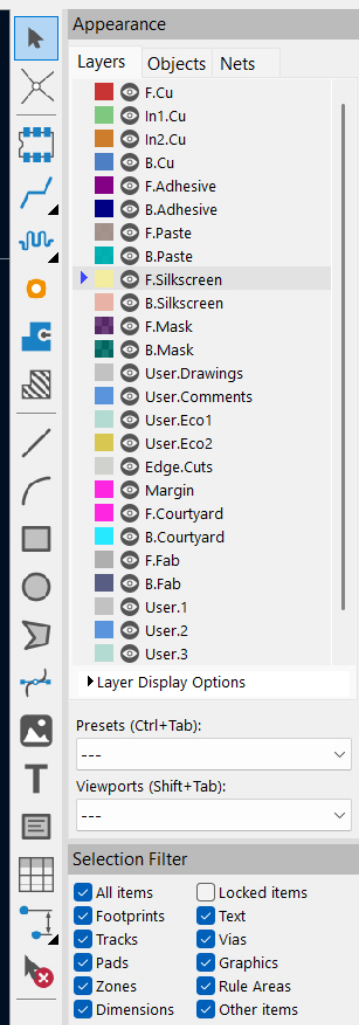 Appearance
Layers Objects Nets
F.Cu
In1.Cu
In2.Cu
B.Cu
F.Adhesive
B.Adhesive
F.Paste
B.Paste
F.Silkscreen
B.Silkscreen
F.Mask
B.Mask
User.Drawings
User.Comments
User.Eco1
User.Eco2
Edge.Cuts
Margin
F.Courtyard
B.Courtyard
F.Fab
B.Fab
User.1
User.2
User.3
Layer Display Options
Presets (Ctrl+Tab):
---
Viewports (Shift+Tab):
---
Selection Filter
All items Locked items
Footprints Text
Tracks Vias
Pads Graphics
Zones Rule Areas
Dimensions Other items